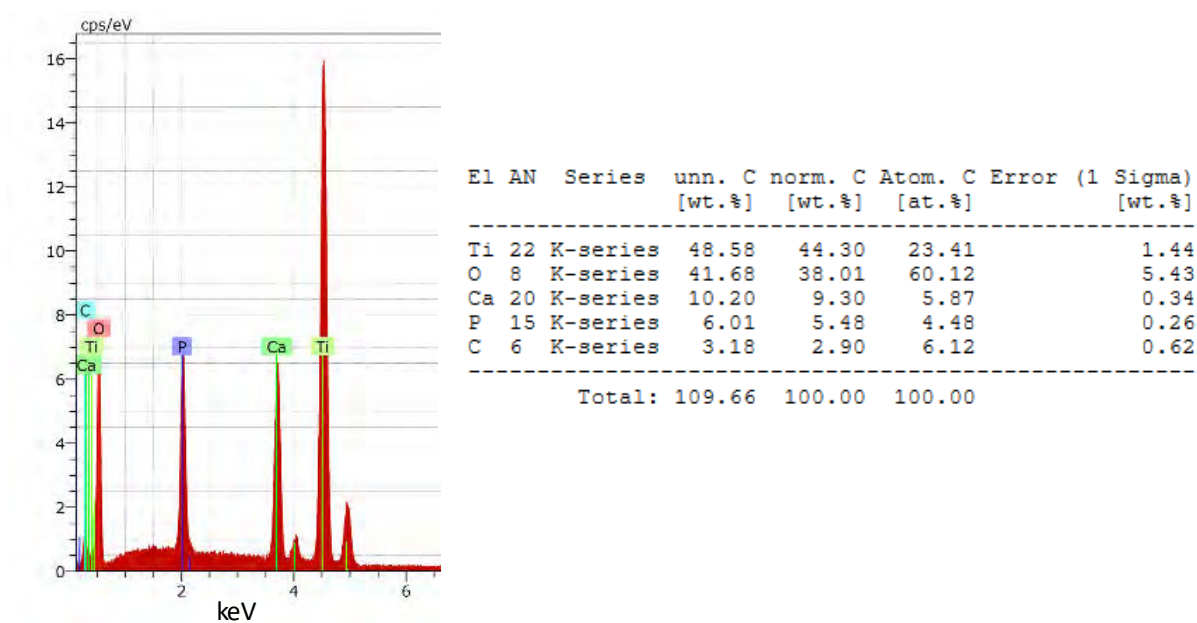 cps/eV
16
14
12
10
8
6
4
2
0
C
O
Ti
Ca
P
Ca
Ti
2 4 6
keV
El AN Series unn. C norm. C Atom. C Error (1 Sigma)
[wt.%] [wt.%] [at.%] [wt.%]
Ti 22 K-series 48.58 44.30 23.41 1.44
O 8 K-series 41.68 38.01 60.12 5.43
Ca 20 K-series 10.20 9.30 5.87 0.34
P 15 K-series 6.01 5.48 4.48 0.26
C 6 K-series 3.18 2.90 6.12 0.62
Total: 109.66 100.00 100.00